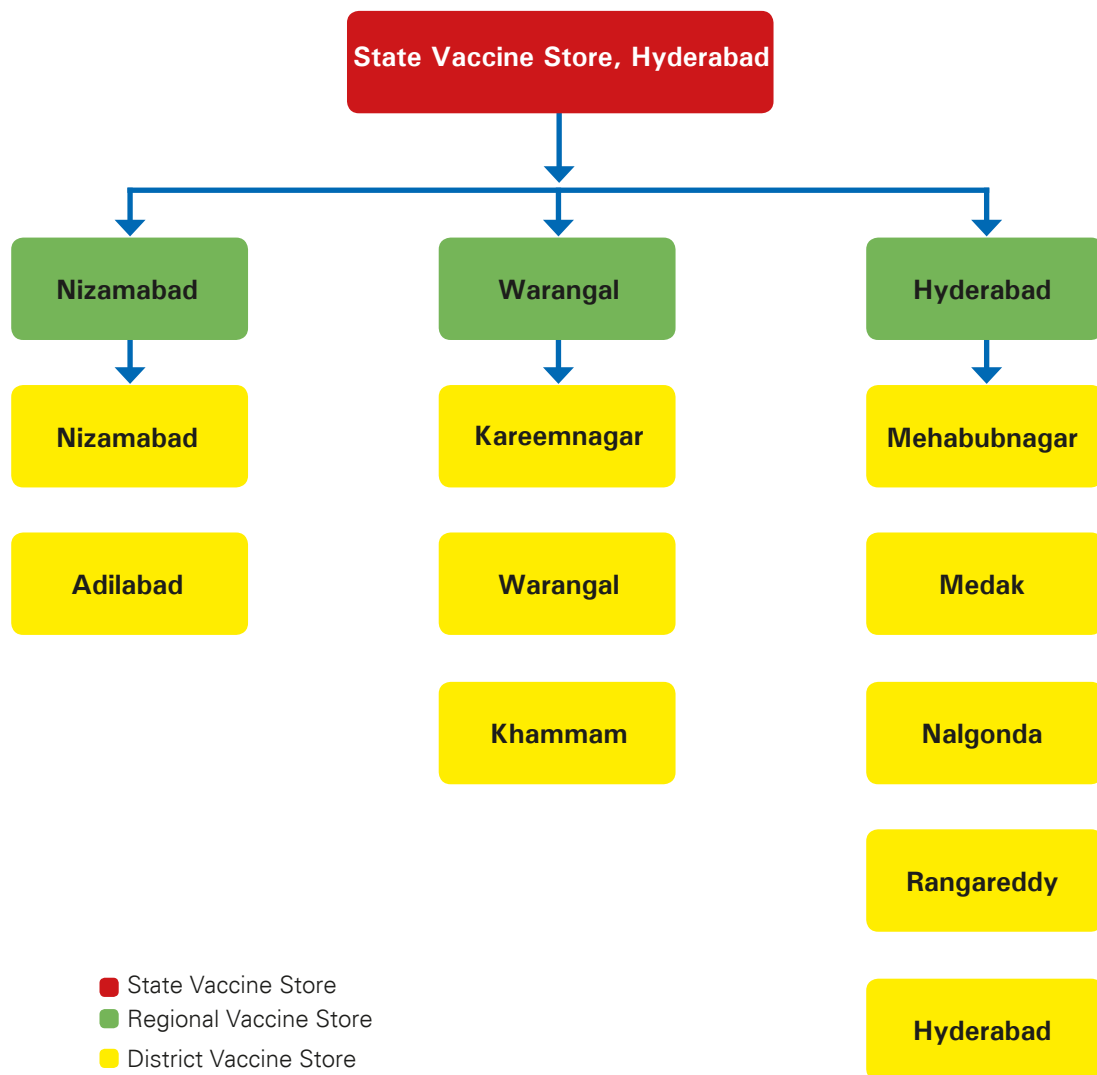 State Vaccine Store, Hyderabad
Nizamabad
Warangal
Hyderabad
Nizamabad
Kareemnagar
Mehabubnagar
Adilabad
Warangal
Medak
Khammam
Nalgonda
Rangareddy
Hyderabad
State Vaccine Store
Regional Vaccine Store
District Vaccine Store